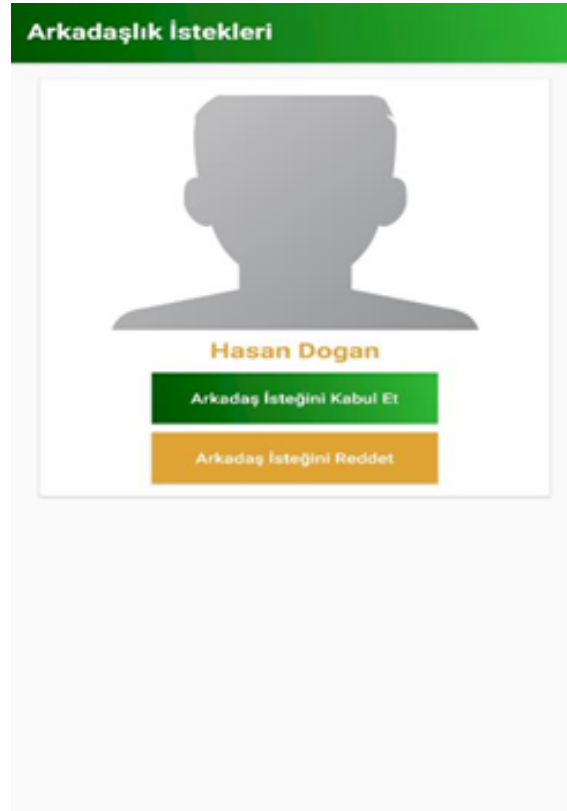 Arkadaşlık İstekleri
Hasan Dogan
Arkadaş İsteğini Kabul Et
Arkadaş İsteğini Reddet